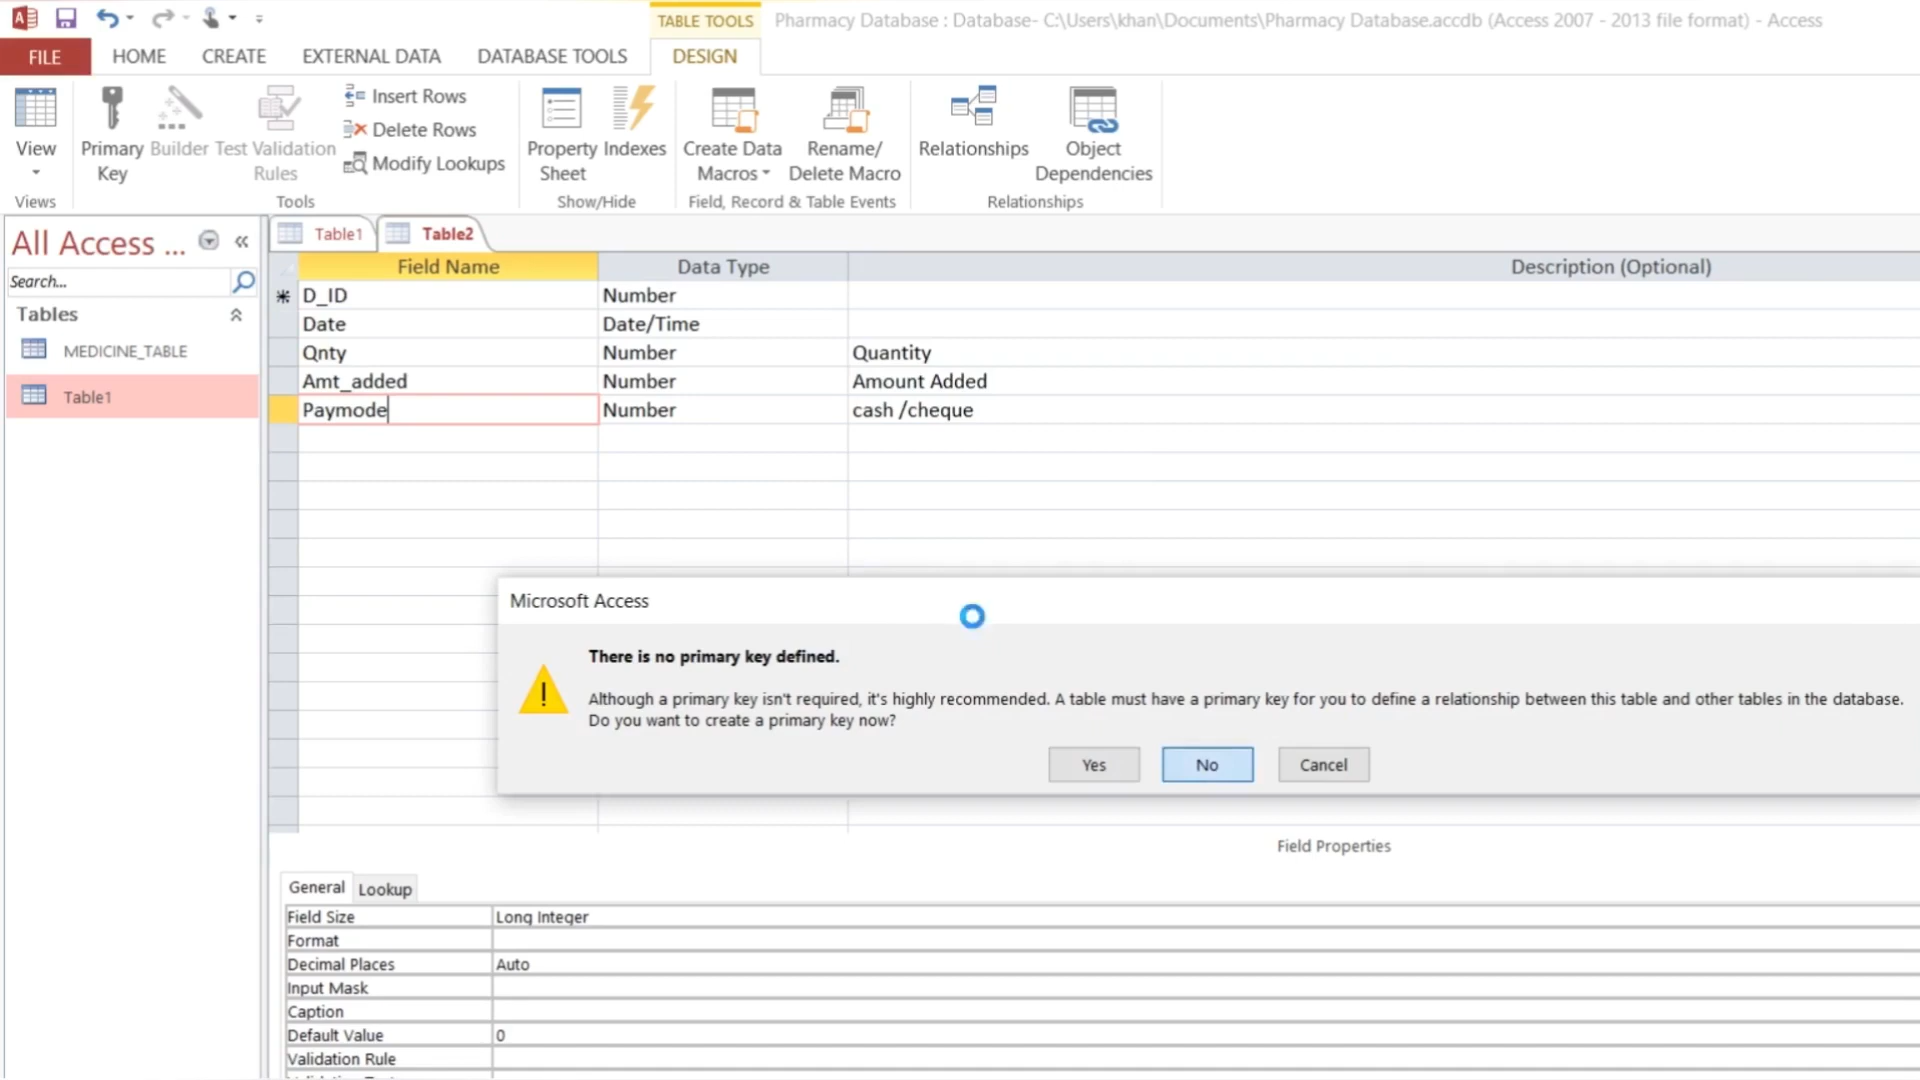 TABLE TOOLS
Pharmacy Database : Database- C:\Users\khan\Documents\Pharmacy Database.accdb (Access 2007 - 2013 file format) - Access
FILE
HOME
CREATE
EXTERNAL DATA
DATABASE TOOLS
DESIGN
View
Primary
Key
Builder
Test Validation
Rules
Insert Rows
Delete Rows
Modify Lookups
Property
Sheet
Indexes
Create Data
Macros
Rename/
Delete Macro
Relationships
Object
Dependencies
Views
Tools
Show/Hide
Field, Record & Table Events
Relationships
All Access ...
Search...
Tables
MEDICINE_TABLE
Table1
Table1
Table2
Field Name
Data Type
Description (Optional)
D_ID
Number
Date
Date/Time
Qnty
Number
Quantity
Amt_added
Number
Amount Added
Paymode
Number
cash /cheque
Microsoft Access
There is no primary key defined.
Although a primary key isn't required, it's highly recommended. A table must have a primary key for you to define a relationship between this table and other tables in the database.
Do you want to create a primary key now?
Yes
No
Cancel
Field Properties
General
Lookup
Field Size
Long Integer
Format
Decimal Places
Auto
Input Mask
Caption
Default Value
0
Validation Rule